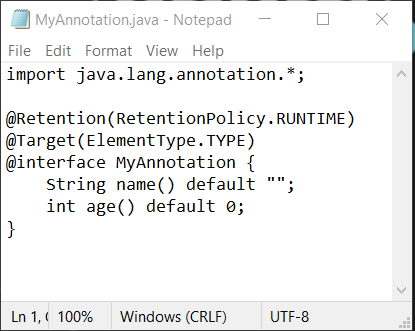 MyAnnotation.java - Notepad
File Edit Format View Help
import java.lang.annotation.*;

@Retention(RetentionPolicy.RUNTIME)
@Target(ElementType.TYPE)
@interface MyAnnotation {
    String name() default "";
    int age() default 0;
}
Ln 1, 100% Windows (CRLF) UTF-8